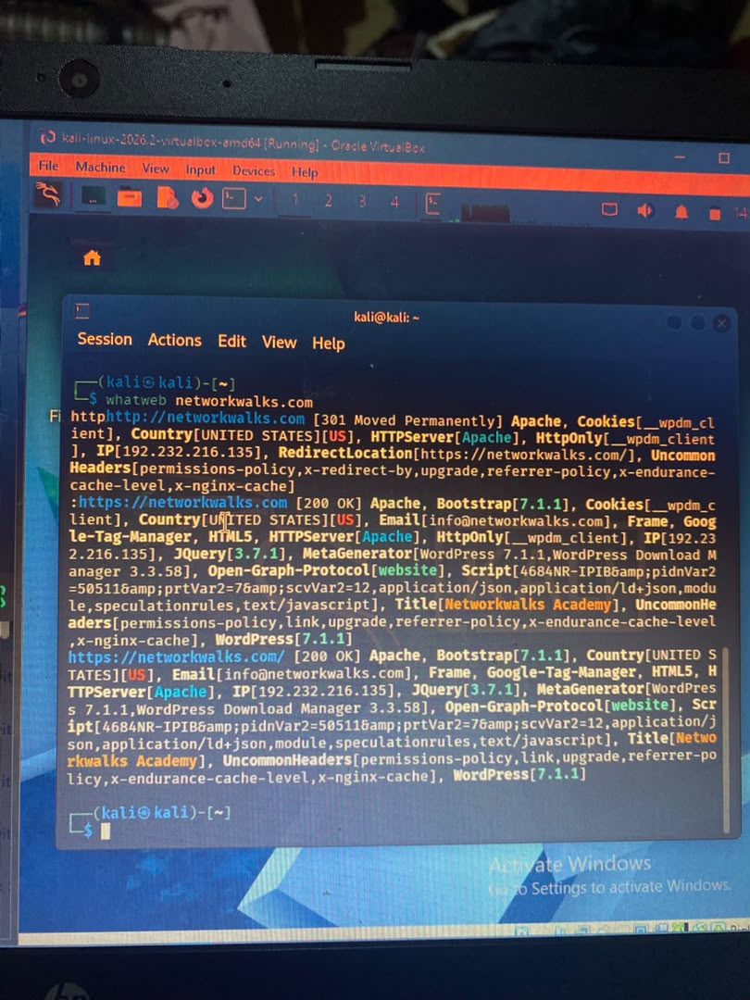 kali-linux-2026.2-virtualbox-amd64 [Running] - Oracle VirtualBox
File Machine View Input Devices Help
1 2 3 4
14
kali@kali: ~
Session Actions Edit View Help
┌──(kali㉿kali)-[~]
└─$ whatweb networkwalks.com
httphttp://networkwalks.com [301 Moved Permanently] Apache, Cookies[__wpdm_cl
ient], Country[UNITED STATES][US], HTTPServer[Apache], HttpOnly[__wpdm_client
], IP[192.232.216.135], RedirectLocation[https://networkwalks.com/], Uncommon
Headers[permissions-policy,x-redirect-by,upgrade,referrer-policy,x-endurance-
cache-level,x-nginx-cache]
:https://networkwalks.com [200 OK] Apache, Bootstrap[7.1.1], Cookies[__wpdm_c
lient], Country[UNITED STATES][US], Email[info@networkwalks.com], Frame, Goog
le-Tag-Manager, HTML5, HTTPServer[Apache], HttpOnly[__wpdm_client], IP[192.23
2.216.135], JQuery[3.7.1], MetaGenerator[WordPress 7.1.1,WordPress Download M
anager 3.3.58], Open-Graph-Protocol[website], Script[4684NR-IPIB&amp;pidnVar2
=50511&amp;prtVar2=7&amp;scvVar2=12,application/json,application/ld+json,modu
le,speculationrules,text/javascript], Title[Networkwalks Academy], UncommonHe
aders[permissions-policy,link,upgrade,referrer-policy,x-endurance-cache-level
,x-nginx-cache], WordPress[7.1.1]
https://networkwalks.com/ [200 OK] Apache, Bootstrap[7.1.1], Country[UNITED S
TATES][US], Email[info@networkwalks.com], Frame, Google-Tag-Manager, HTML5, H
TTPServer[Apache], IP[192.232.216.135], JQuery[3.7.1], MetaGenerator[WordPres
s 7.1.1,WordPress Download Manager 3.3.58], Open-Graph-Protocol[website], Scr
ipt[4684NR-IPIB&amp;pidnVar2=50511&amp;prtVar2=7&amp;scvVar2=12,application/j
son,application/ld+json,module,speculationrules,text/javascript], Title[Netwo
rkwalks Academy], UncommonHeaders[permissions-policy,link,upgrade,referrer-po
licy,x-endurance-cache-level,x-nginx-cache], WordPress[7.1.1]
┌──(kali㉿kali)-[~]
└─$
Activate Windows
Go to Settings to activate Windows.
hp